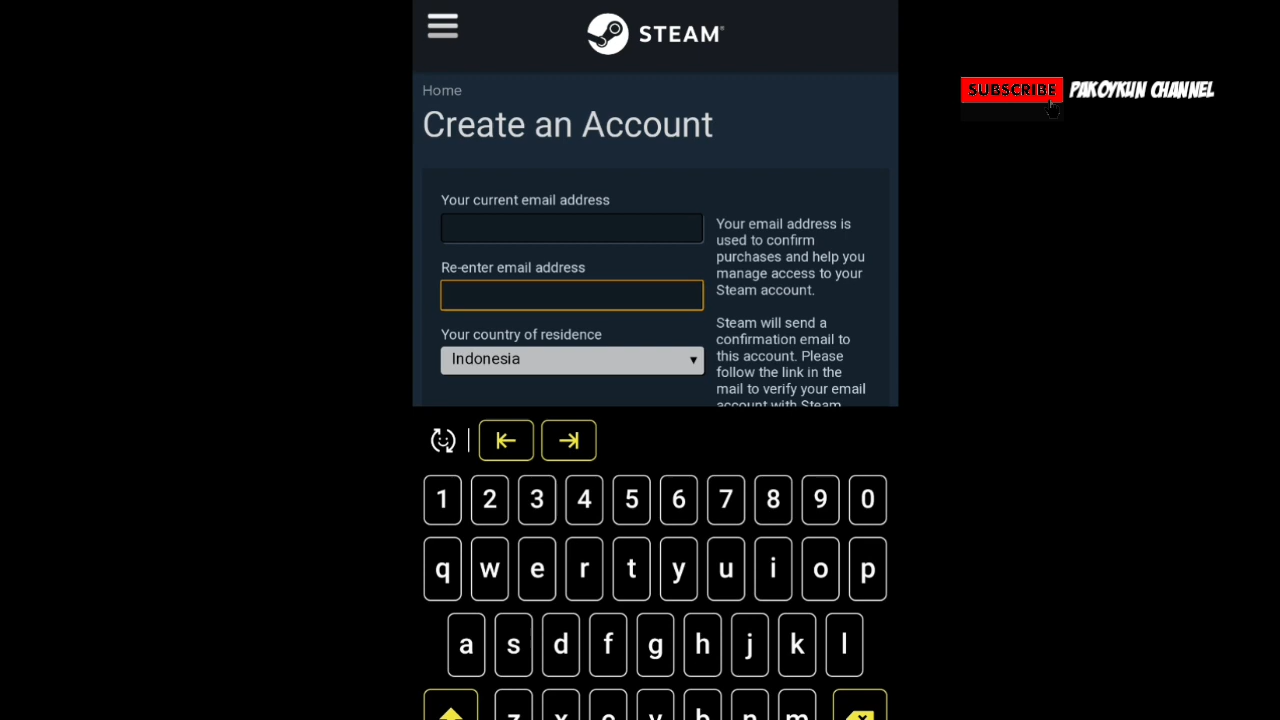 STEAM
SUBSCRIBE PAKOYKUN CHANNEL
Home
Create an Account
Your current email address
Your email address is
used to confirm
purchases and help you
manage access to your
Steam account.
Re-enter email address
Steam will send a
confirmation email to
this account. Please
follow the link in the
mail to verify your email
account with Steam
Your country of residence
Indonesia
1 2 3 4 5 6 7 8 9 0
q w e r t y u i o p
a s d f g h j k l
z x c v b n m